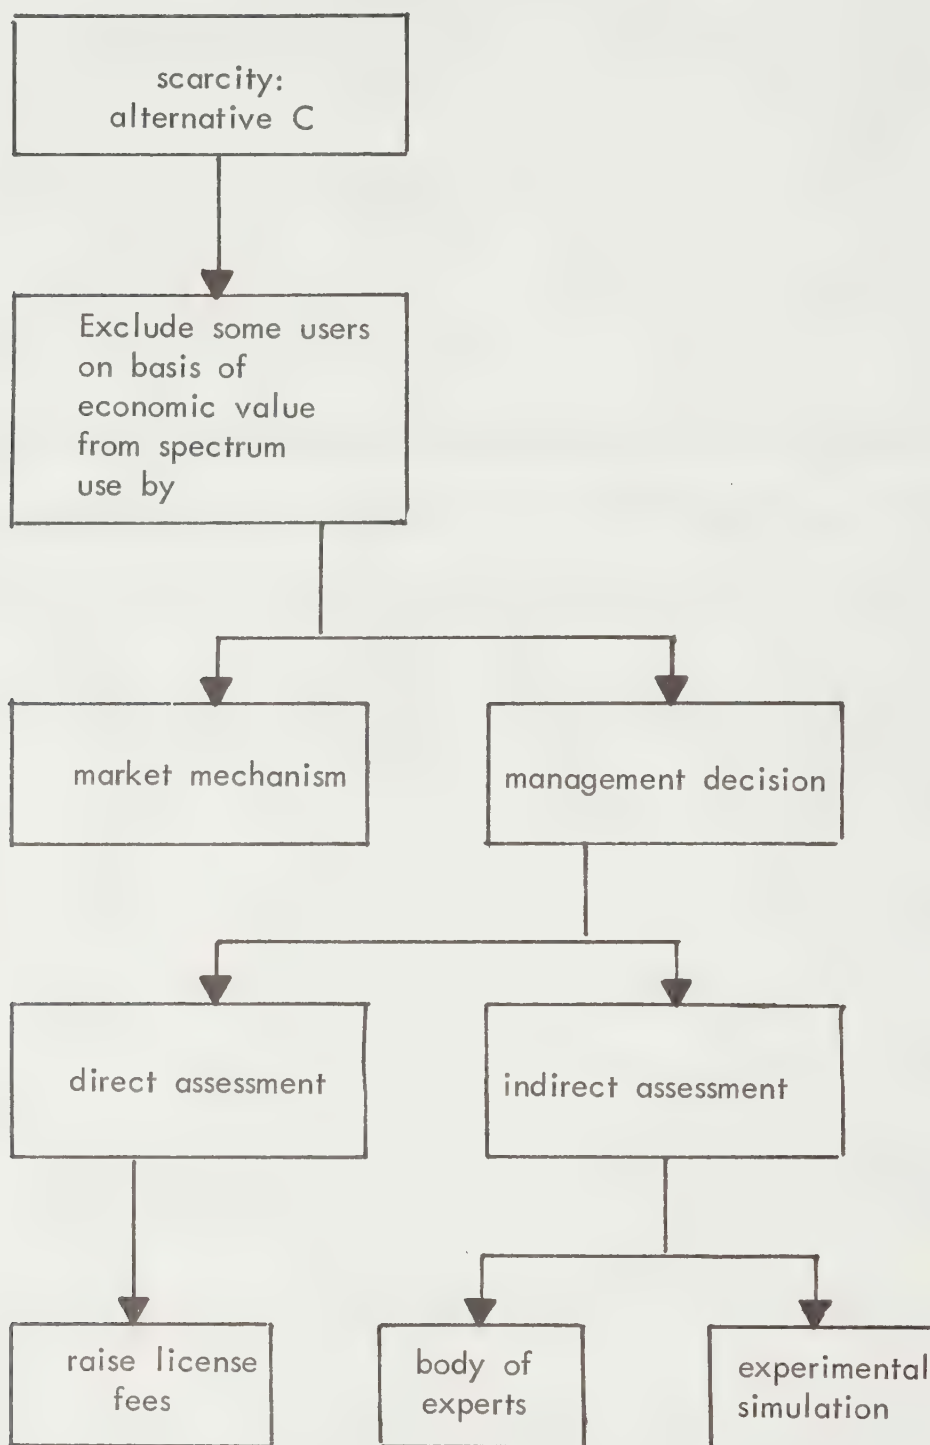 scarcity:
alternative C
Exclude some users
on basis of
economic value
from spectrum
use by
market mechanism
management decision
direct assessment
indirect assessment
raise license
fees
body of
experts
experimental
simulation